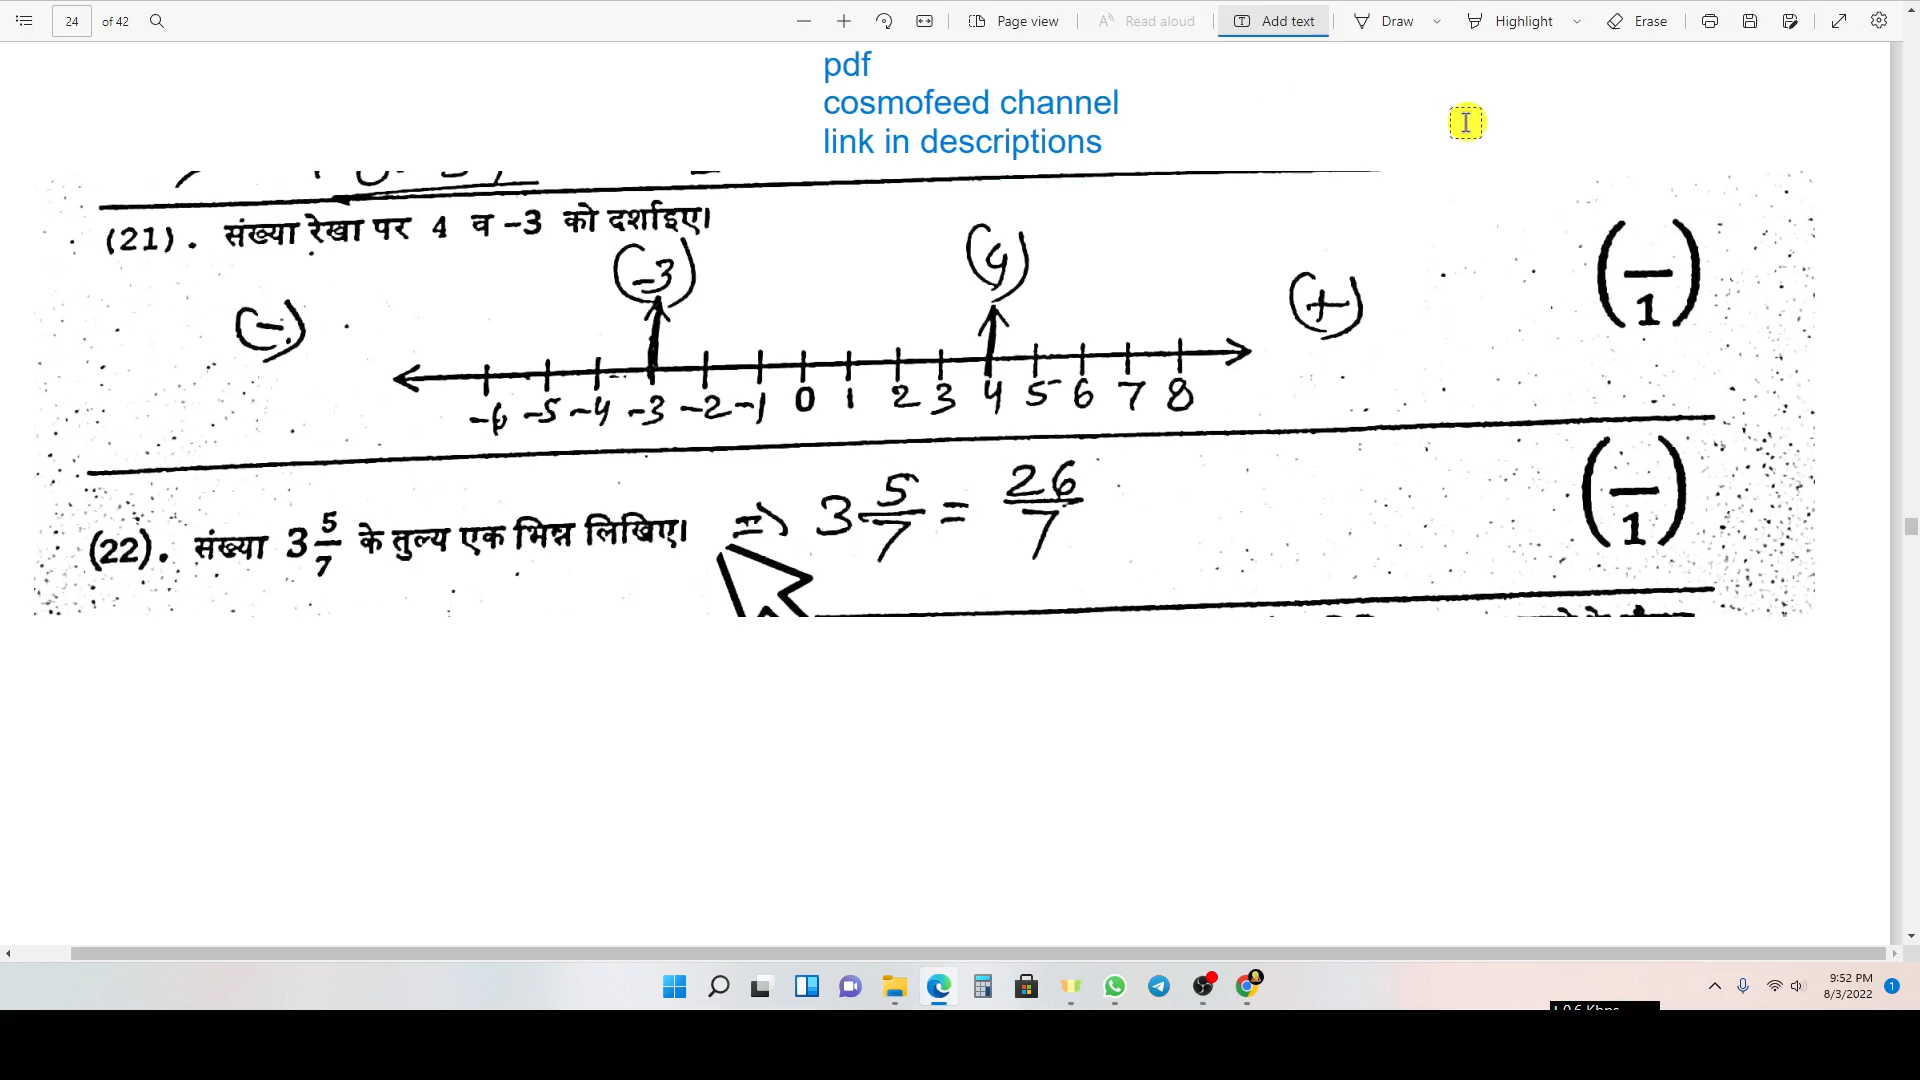 24 of 42 Page view Read aloud Add text Draw Highlight Erase
pdf
cosmofeed channel
link in descriptions
(21). संख्या रेखा पर 4 व -3 को दर्शाइए।
(-3) (4)
(-) (+)
( — / 1 )
-6 -5 -4 -3 -2 -1 0 1 2 3 4 5 6 7 8
(22). संख्या 3 5/7 के तुल्य एक भिन्न लिखिए। => 3 5/7 = 26/7
( — / 1 )
9:52 PM
8/3/2022
1